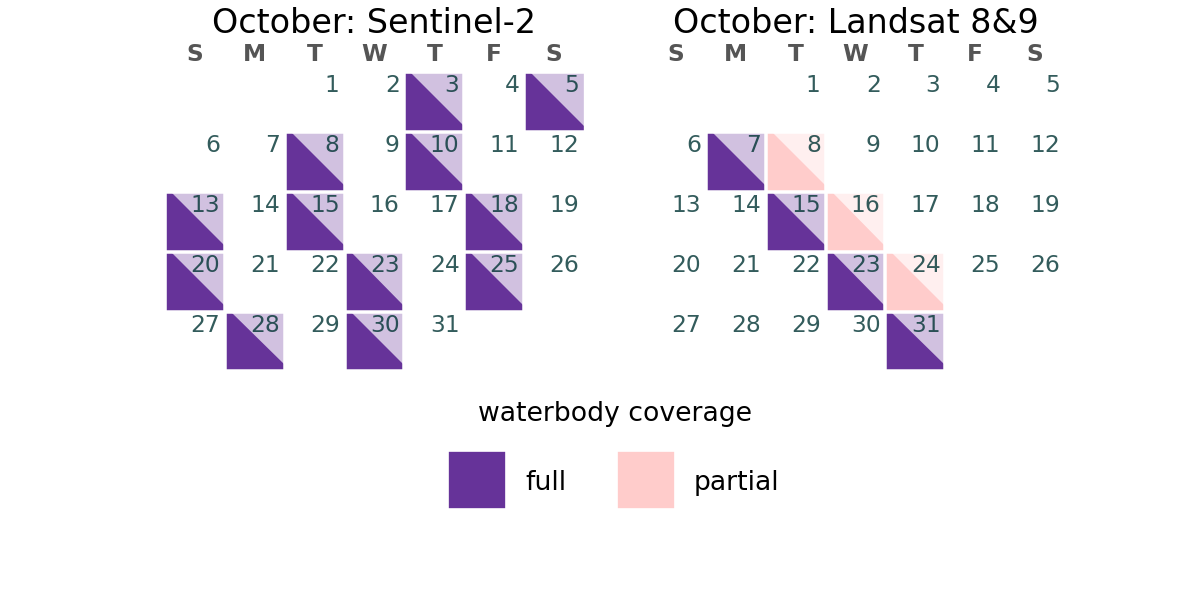 October: Sentinel-2
S M T W T F S
1 2 3 4 5
6 7 8 9 10 11 12
13 14 15 16 17 18 19
20 21 22 23 24 25 26
27 28 29 30 31
October: Landsat 8&9
S M T W T F S
1 2 3 4 5
6 7 8 9 10 11 12
13 14 15 16 17 18 19
20 21 22 23 24 25 26
27 28 29 30 31
waterbody coverage
full
partial